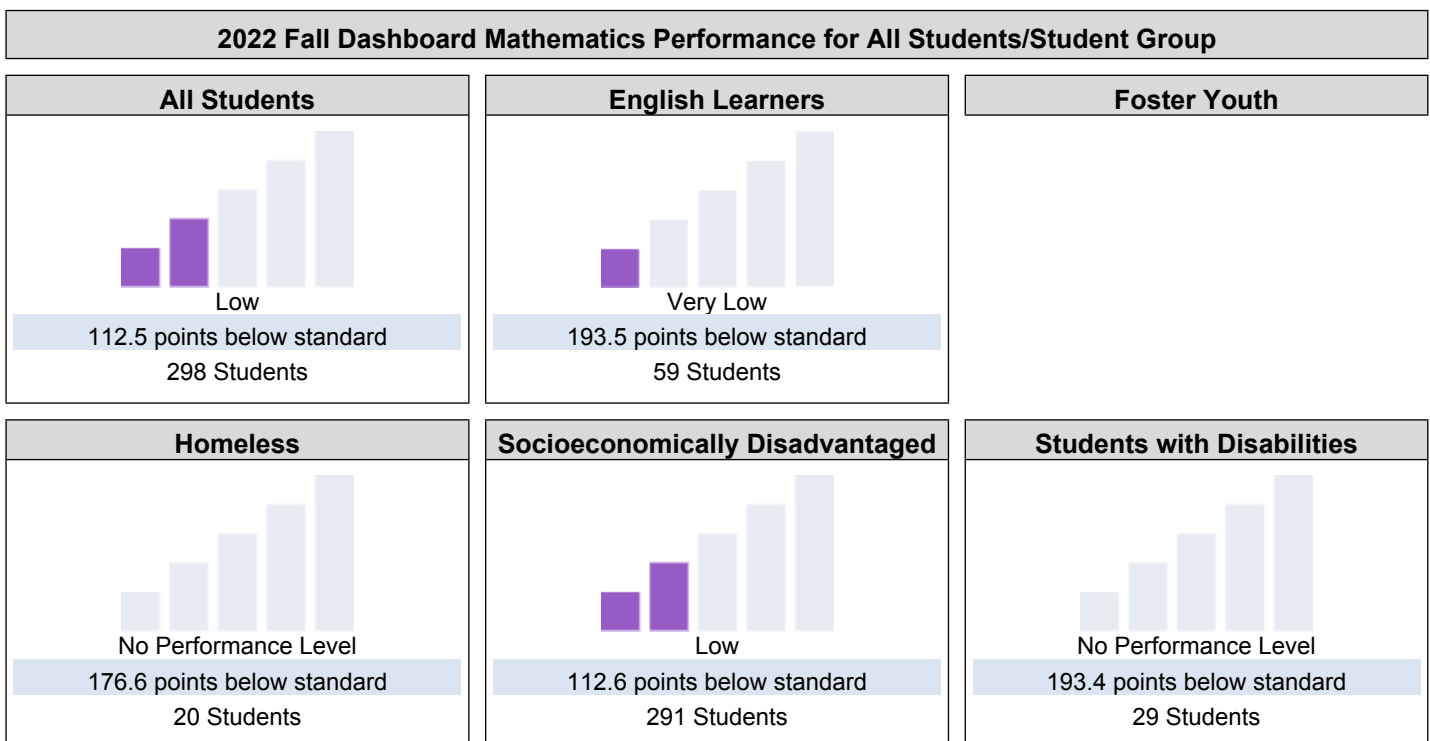 2022 Fall Dashboard Mathematics Performance for All Students/Student Group
All Students
Low
112.5 points below standard
298 Students
English Learners
Very Low
193.5 points below standard
59 Students
Foster Youth
Homeless
No Performance Level
176.6 points below standard
20 Students
Socioeconomically Disadvantaged
Low
112.6 points below standard
291 Students
Students with Disabilities
No Performance Level
193.4 points below standard
29 Students